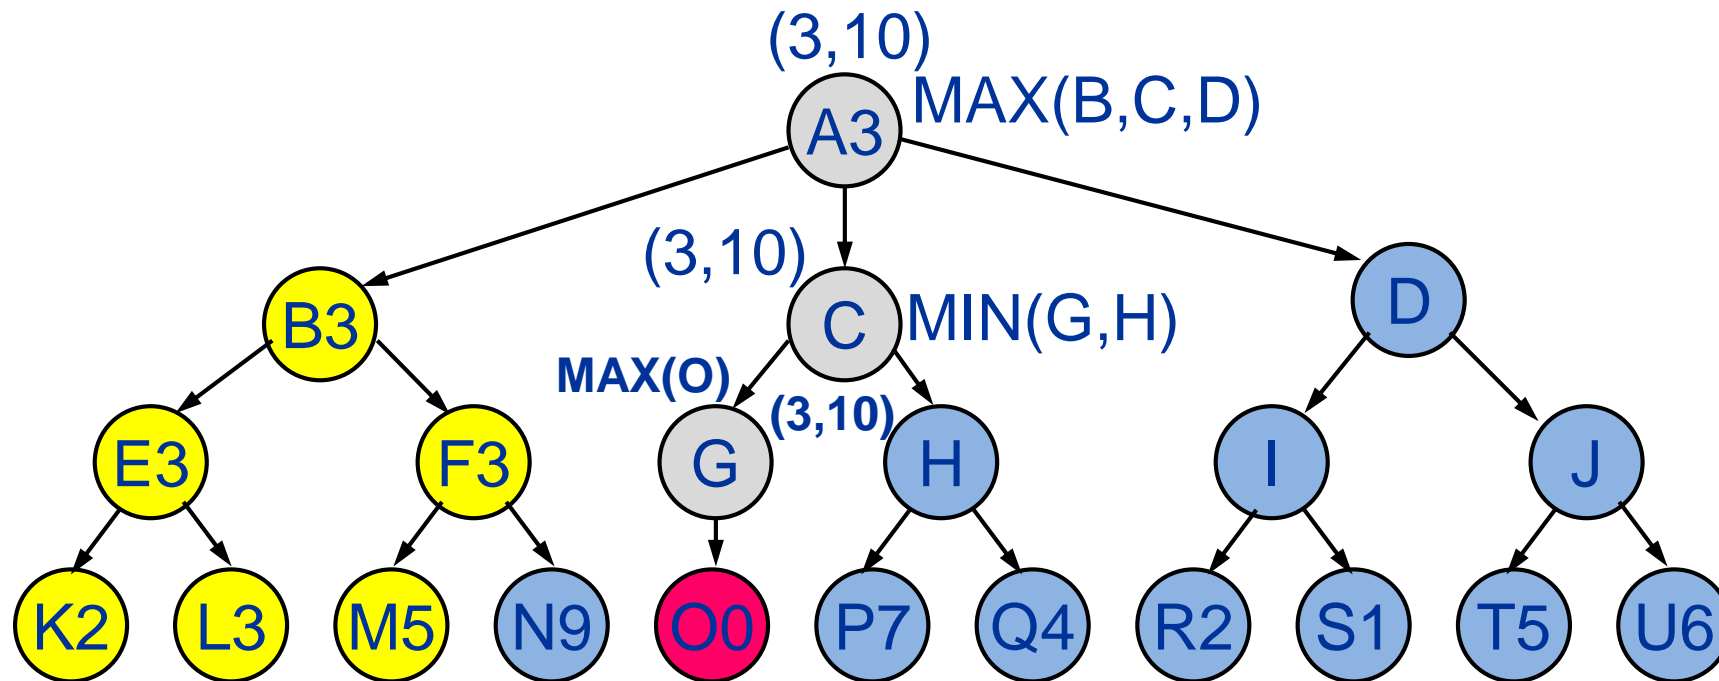 (3,10)
A3 MAX(B,C,D)
(3,10)
B3 C MIN(G,H) D
MAX(O)
(3,10)
E3 F3 G H I J
K2 L3 M5 N9 O0 P7 Q4 R2 S1 T5 U6